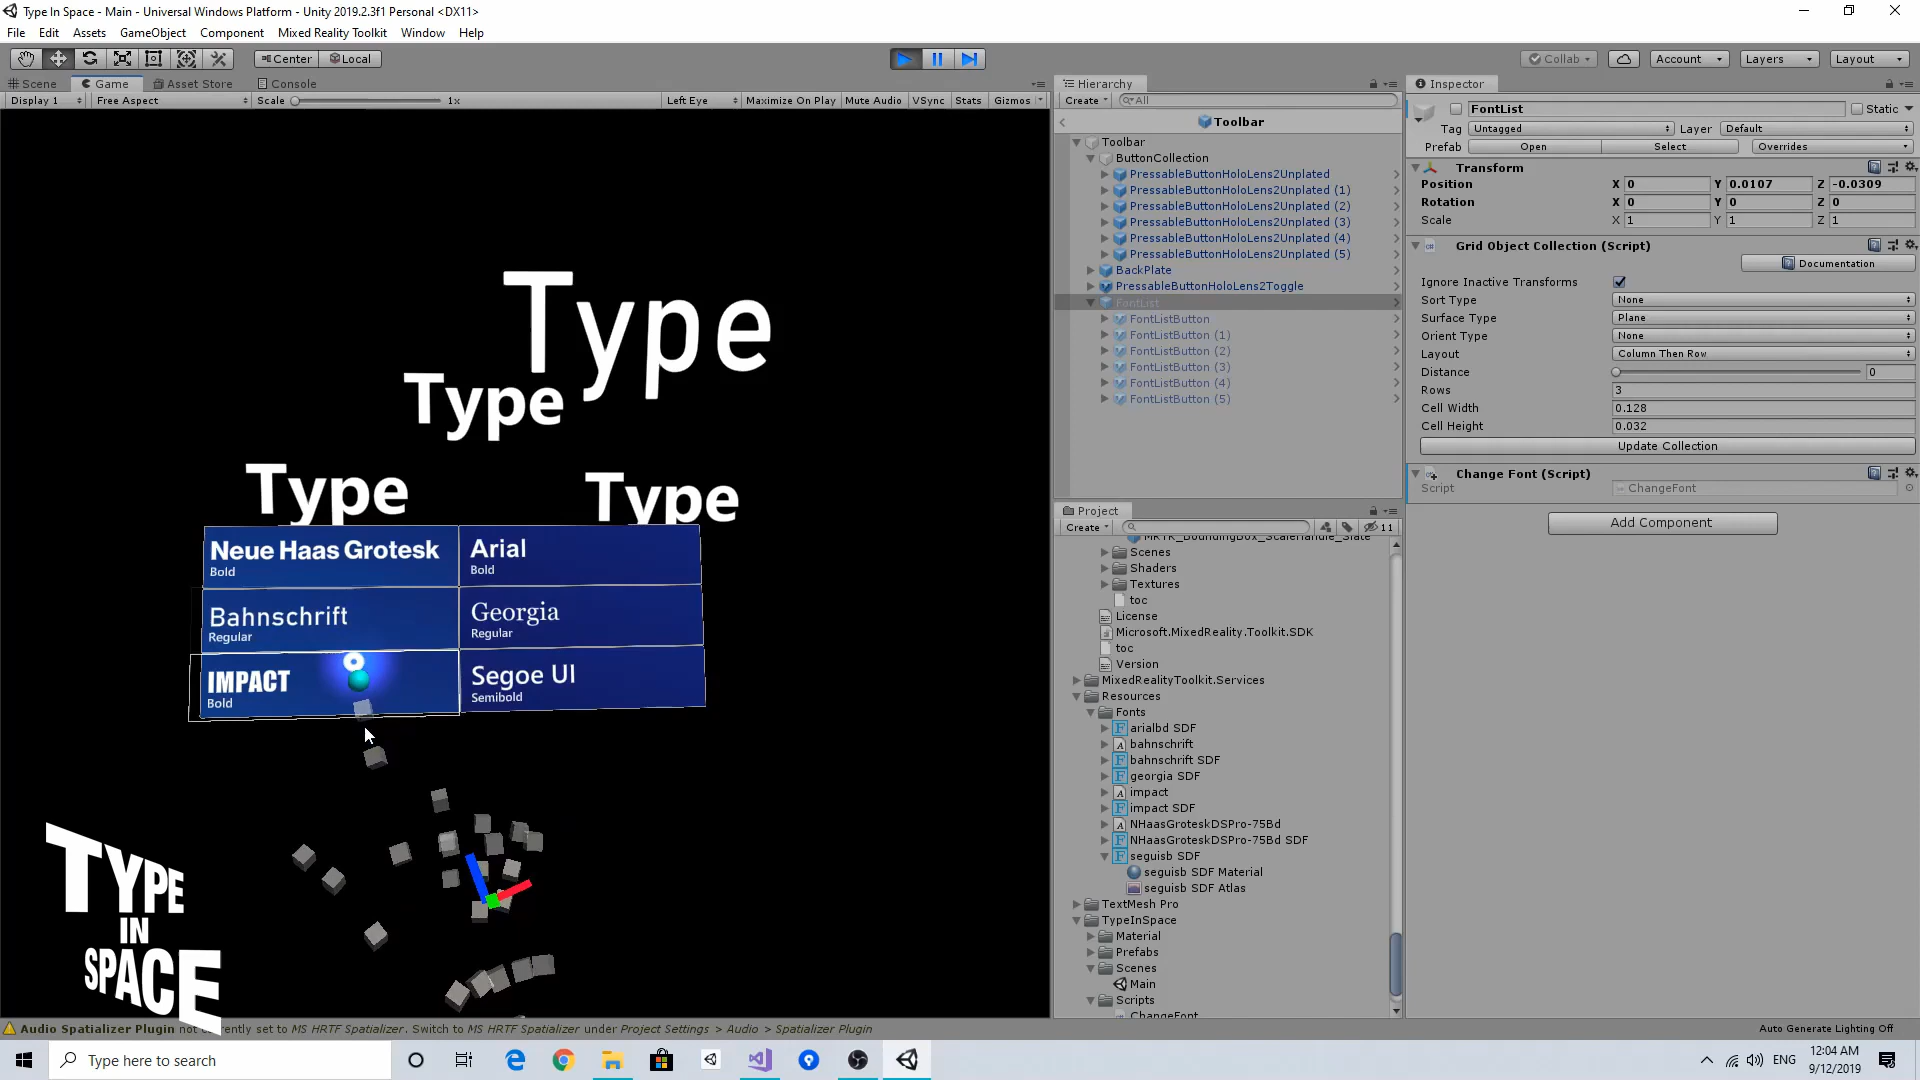 Type In Space - Main - Universal Windows Platform - Unity 2019.2.3f1 Personal <DX11>
File Edit Assets GameObject Component Mixed Reality Toolkit Window Help
Center Local
Collab Account Layers Layout
Scene Game Asset Store Console
Display 1 Free Aspect Scale 1x Left Eye Maximize On Play Mute Audio VSync Stats Gizmos
Type
Type
Type
Type
Neue Haas Grotesk
Bold
Arial
Bold
Bahnschrift
Regular
Georgia
Regular
IMPACT
Bold
Segoe UI
Semibold
TYPE
IN
SPACE
Hierarchy
Create All
Toolbar
Toolbar
ButtonCollection
PressableButtonHoloLens2Unplated
PressableButtonHoloLens2Unplated (1)
PressableButtonHoloLens2Unplated (2)
PressableButtonHoloLens2Unplated (3)
PressableButtonHoloLens2Unplated (4)
PressableButtonHoloLens2Unplated (5)
BackPlate
PressableButtonHoloLens2Toggle
FontList
FontListButton
FontListButton (1)
FontListButton (2)
FontListButton (3)
FontListButton (4)
FontListButton (5)
Project
Create 11
MRTK_BoundingBox_ScaleHandle_Slate
Scenes
Shaders
Textures
toc
License
Microsoft.MixedReality.Toolkit.SDK
toc
Version
MixedRealityToolkit.Services
Resources
Fonts
arialbd SDF
bahnschrift
bahnschrift SDF
georgia SDF
impact
impact SDF
NHaasGroteskDSPro-75Bd
NHaasGroteskDSPro-75Bd SDF
seguisb SDF
seguisb SDF Material
seguisb SDF Atlas
TextMesh Pro
TypeInSpace
Material
Prefabs
Scenes
Main
Scripts
ChangeFont
Inspector
FontList Static
Tag Untagged Layer Default
Prefab Open Select Overrides
Transform
Position X 0 Y 0.0107 Z -0.0309
Rotation X 0 Y 0 Z 0
Scale X 1 Y 1 Z 1
Grid Object Collection (Script)
Documentation
Ignore Inactive Transforms
Sort Type None
Surface Type Plane
Orient Type None
Layout Column Then Row
Distance 0
Rows 3
Cell Width 0.128
Cell Height 0.032
Update Collection
Change Font (Script)
Script ChangeFont
Add Component
Audio Spatializer Plugin not currently set to MS HRTF Spatializer. Switch to MS HRTF Spatializer under Project Settings > Audio > Spatializer Plugin
Auto Generate Lighting Off
Type here to search
ENG
12:04 AM
9/12/2019